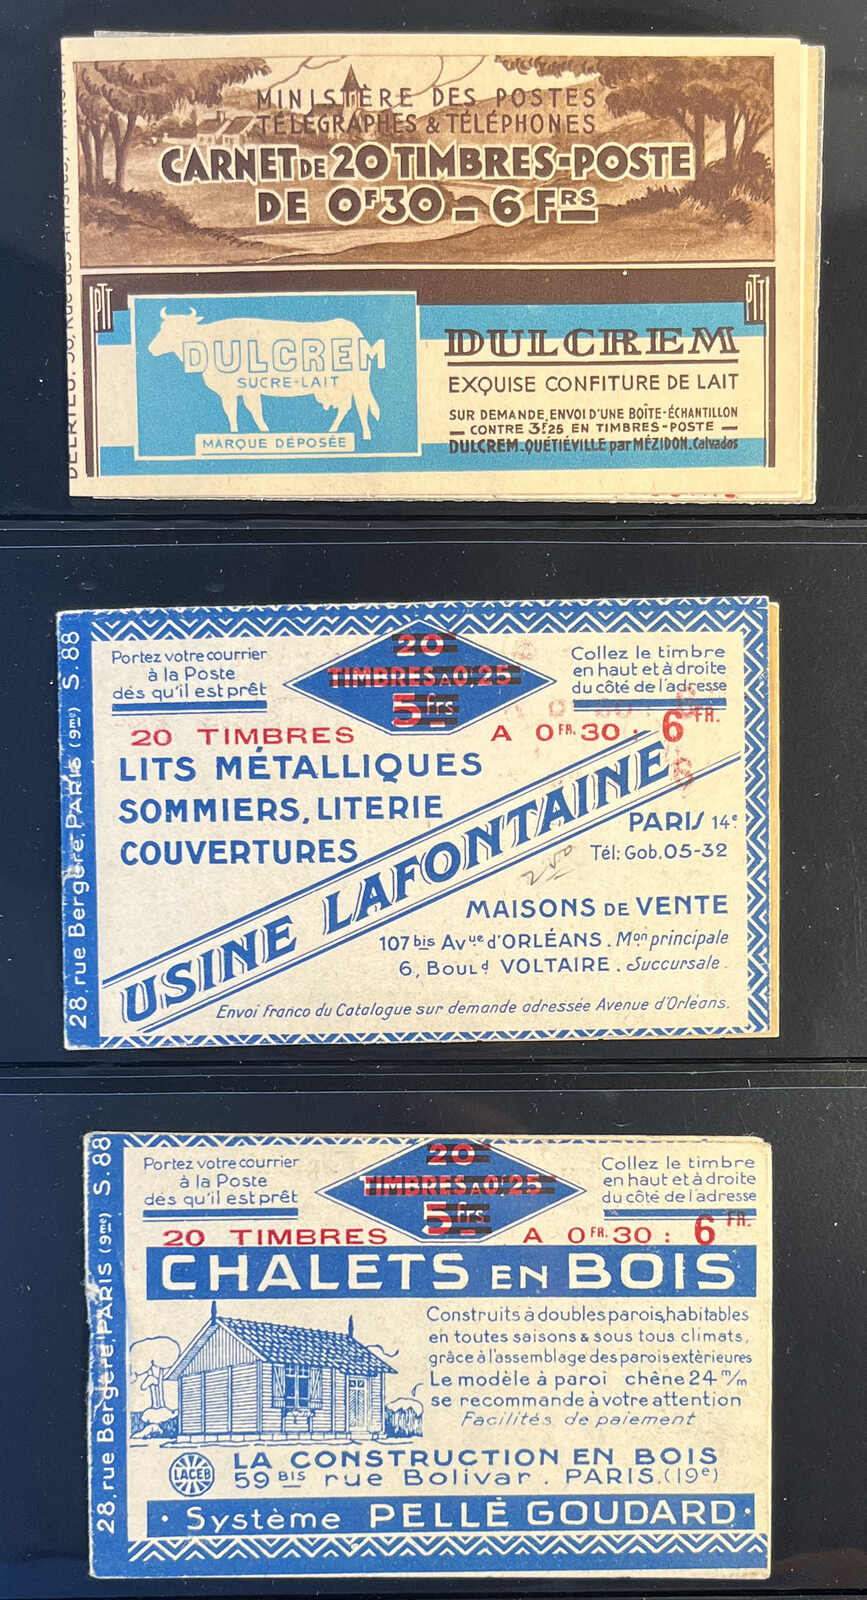 MINISTÈRE DES POSTES
TÉLÉGRAPHES & TÉLÉPHONES
CARNET DE 20 TIMBRES-POSTE
DE 0F30 = 6 FRS
PTT
PTT
DULCREM
SUCRE-LAIT
MARQUE DÉPOSÉE
DULCREM
EXQUISE CONFITURE DE LAIT
SUR DEMANDE, ENVOI D'UNE BOÎTE-ÉCHANTILLON
CONTRE 3F25 EN TIMBRES-POSTE
DULCREM-QUÉTIÉVILLE par MÉZIDON. Calvados
28, rue Bergère, PARIS (9me) S. 88
Portez votre courrier
à la Poste
dès qu'il est prêt
20
TIMBRES A 0F,25
5 frs
Collez le timbre
en haut et à droite
du côté de l'adresse
20 TIMBRES A 0FR.30 : 6 FR.
LITS MÉTALLIQUES
SOMMIERS, LITERIE
COUVERTURES
USINE LAFONTAINE
PARIS 14e
Tél: Gob. 05-32
MAISONS DE VENTE
107 bis Avue d'ORLÉANS. Mon principale
6, Bould VOLTAIRE. Succursale.
Envoi franco du Catalogue sur demande adressée Avenue d'Orléans.
28, rue Bergère, PARIS (9me) S. 88
Portez votre courrier
à la Poste
dès qu'il est prêt
20
TIMBRES A 0F,25
5 frs
Collez le timbre
en haut et à droite
du côté de l'adresse
20 TIMBRES A 0FR.30 : 6 FR.
CHALETS EN BOIS
Construits à doubles parois, habitables
en toutes saisons & sous tous climats,
grâce à l'assemblage des parois extérieures
Le modèle à paroi chêne 24 m/m
se recommande à votre attention
Facilités de paiement
LACEB
LA CONSTRUCTION EN BOIS
59 BIS rue Bolivar. PARIS. (19e)
· Système PELLÉ GOUDARD ·